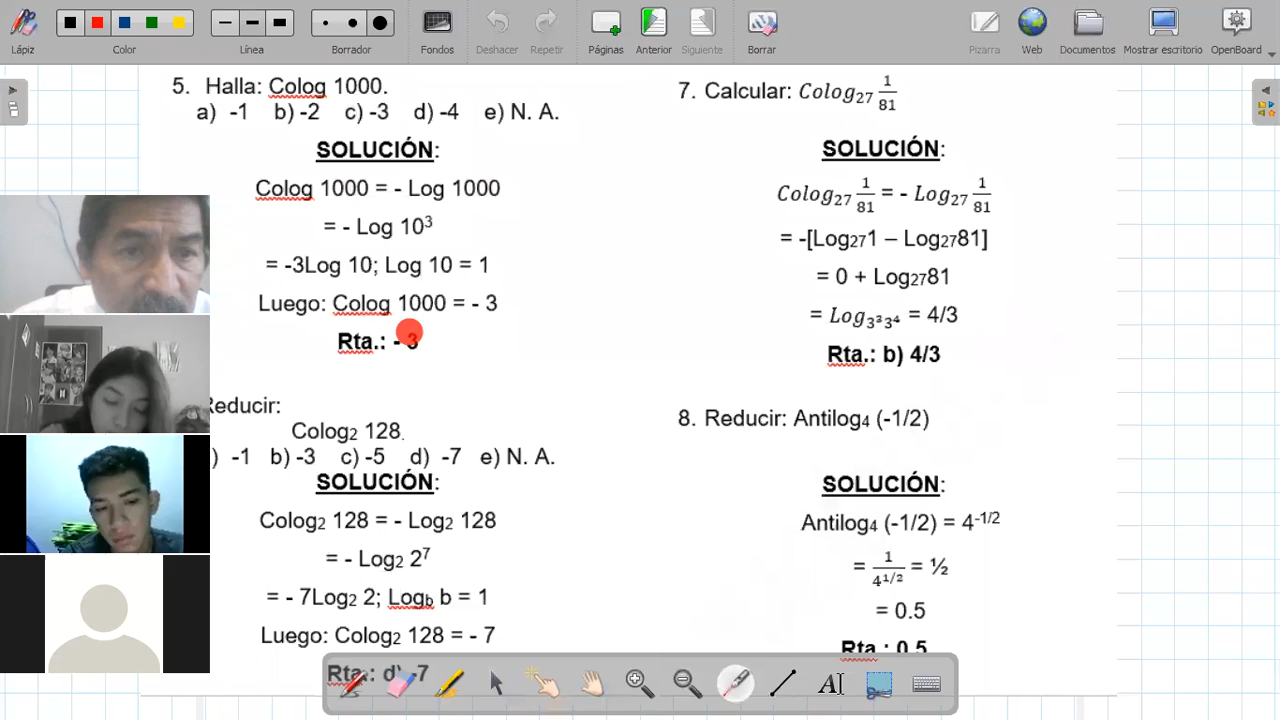 Lápiz
Color
Línea
Borrador
Fondos
Deshacer
Repetir
Páginas
Anterior
Siguiente
Borrar
Pizarra
Web
Documentos
Mostrar escritorio
OpenBoard
5. Halla: Colog 1000.
a) -1 b) -2 c) -3 d) -4 e) N. A.
SOLUCIÓN:
Colog 1000 = - Log 1000
= - Log 10³
= -3Log 10; Log 10 = 1
Luego: Colog 1000 = - 3
Rta.: - 3
Reducir:
Colog₂ 128.
) -1 b) -3 c) -5 d) -7 e) N. A.
SOLUCIÓN:
Colog₂ 128 = - Log₂ 128
= - Log₂ 2⁷
= - 7Log₂ 2; Log_b b = 1
Luego: Colog₂ 128 = - 7
Rta.: d) -7
7. Calcular: Colog₂₇ 1/81
SOLUCIÓN:
Colog₂₇ 1/81 = - Log₂₇ 1/81
= -[Log₂₇1 – Log₂₇81]
= 0 + Log₂₇81
= Log₃³3⁴ = 4/3
Rta.: b) 4/3
8. Reducir: Antilog₄ (-1/2)
SOLUCIÓN:
Antilog₄ (-1/2) = 4⁻¹/²
= 1/4¹/² = ½
= 0.5
Rta.: 0.5